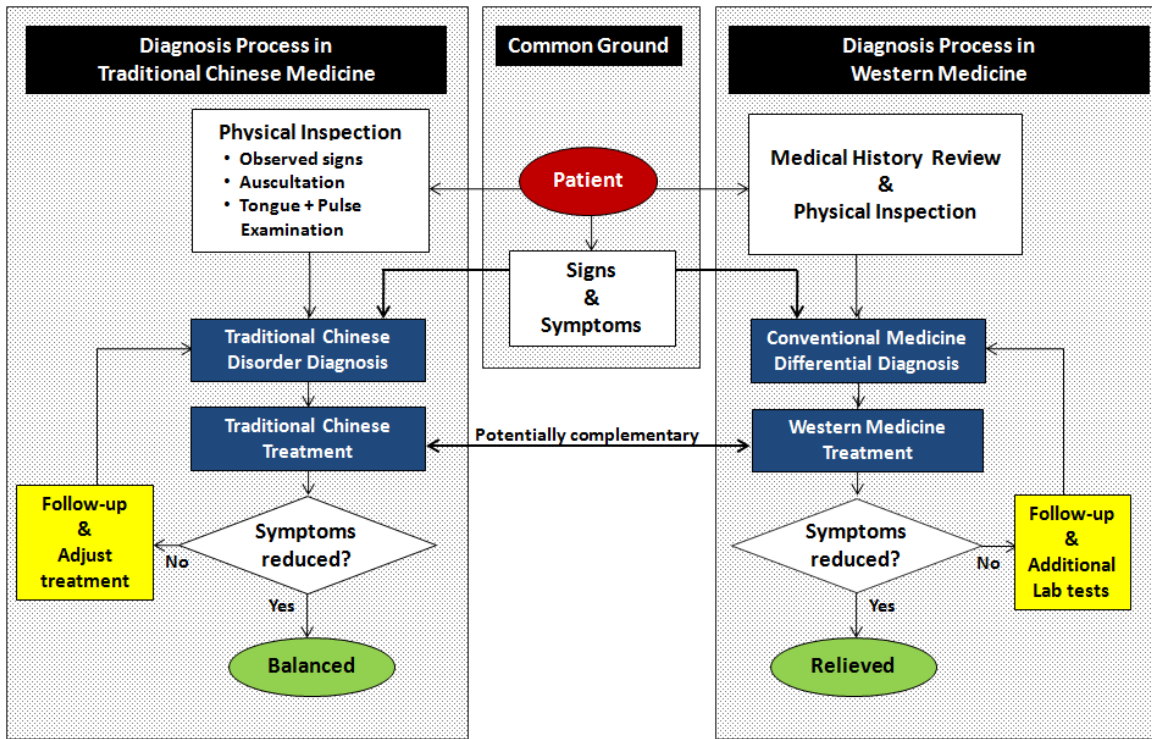 Diagnosis Process in
Traditional Chinese Medicine
Common Ground
Diagnosis Process in
Western Medicine
Physical Inspection
• Observed signs
• Auscultation
• Tongue + Pulse
Examination
Patient
Medical History Review
&
Physical Inspection
Signs
&
Symptoms
Traditional Chinese
Disorder Diagnosis
Conventional Medicine
Differential Diagnosis
Traditional Chinese
Treatment
Potentially complementary
Western Medicine
Treatment
Follow-up
&
Adjust
treatment
No
Symptoms
reduced?
Yes
Balanced
Symptoms
reduced?
No
Follow-up
&
Additional
Lab tests
Yes
Relieved